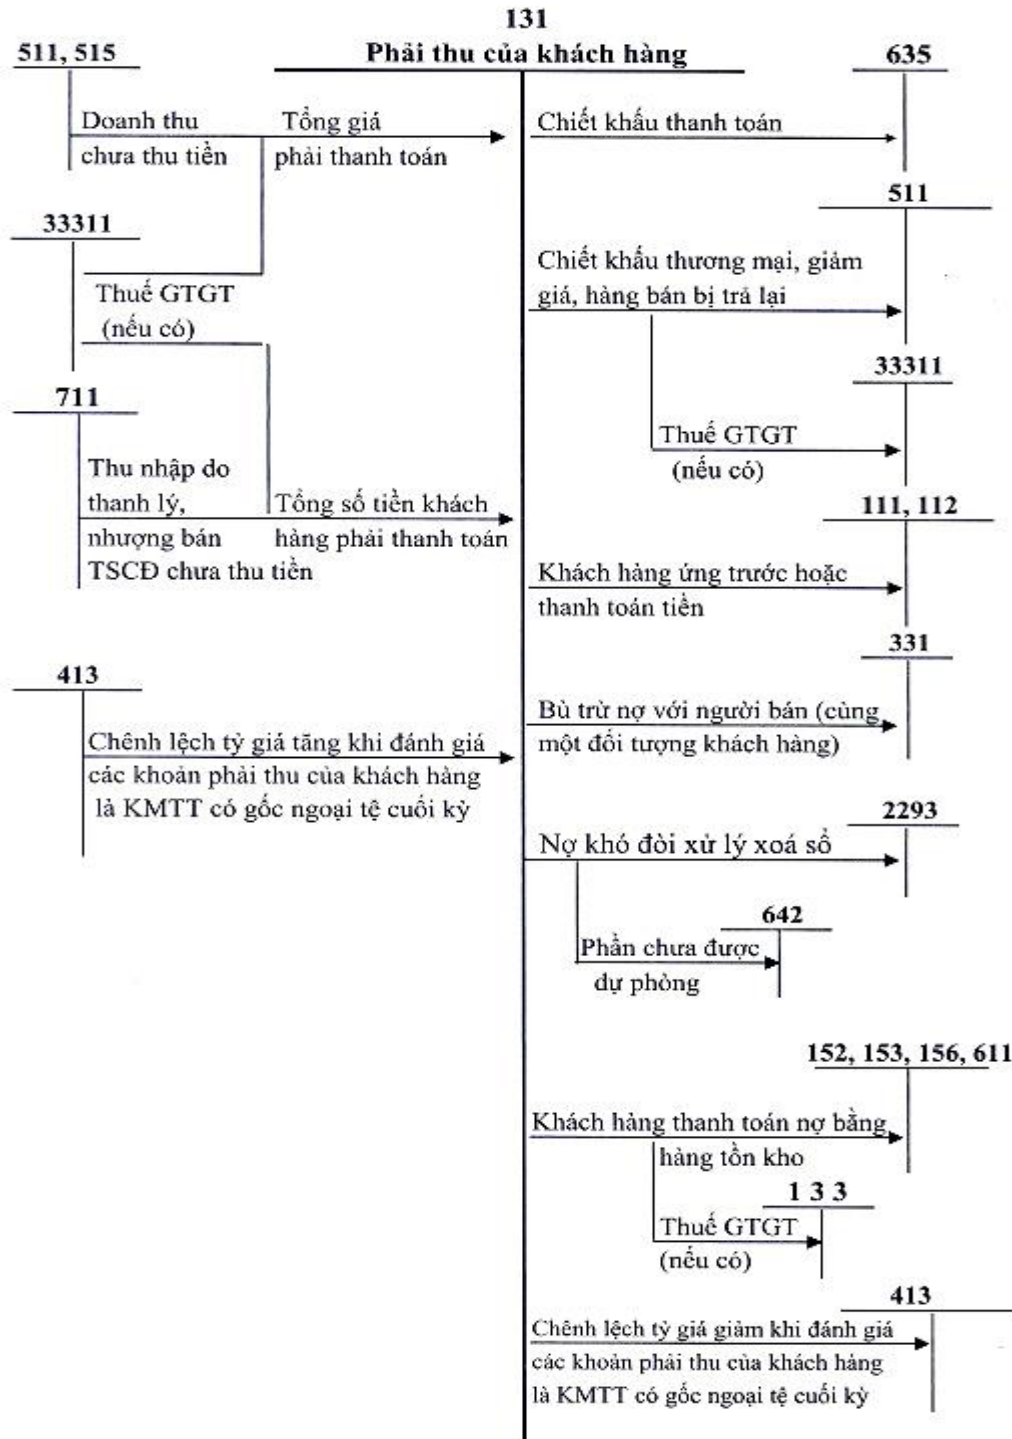 131
Phải thu của khách hàng
511, 515
Doanh thu
chưa thu tiền
Tổng giá
phải thanh toán
33311
Thuế GTGT
(nếu có)
711
Thu nhập do
thanh lý,
nhượng bán
TSCĐ chưa thu tiền
Tổng số tiền khách
hàng phải thanh toán
413
Chênh lệch tỷ giá tăng khi đánh giá
các khoản phải thu của khách hàng
là KMTT có gốc ngoại tệ cuối kỳ
635
Chiết khấu thanh toán
511
Chiết khấu thương mại, giảm
giá, hàng bán bị trả lại
33311
Thuế GTGT
(nếu có)
111, 112
Khách hàng ứng trước hoặc
thanh toán tiền
331
Bù trừ nợ với người bán (cùng
một đối tượng khách hàng)
2293
Nợ khó đòi xử lý xoá sổ
642
Phần chưa được
dự phòng
152, 153, 156, 611
Khách hàng thanh toán nợ bằng
hàng tồn kho
1 3 3
Thuế GTGT
(nếu có)
413
Chênh lệch tỷ giá giảm khi đánh giá
các khoản phải thu của khách hàng
là KMTT có gốc ngoại tệ cuối kỳ